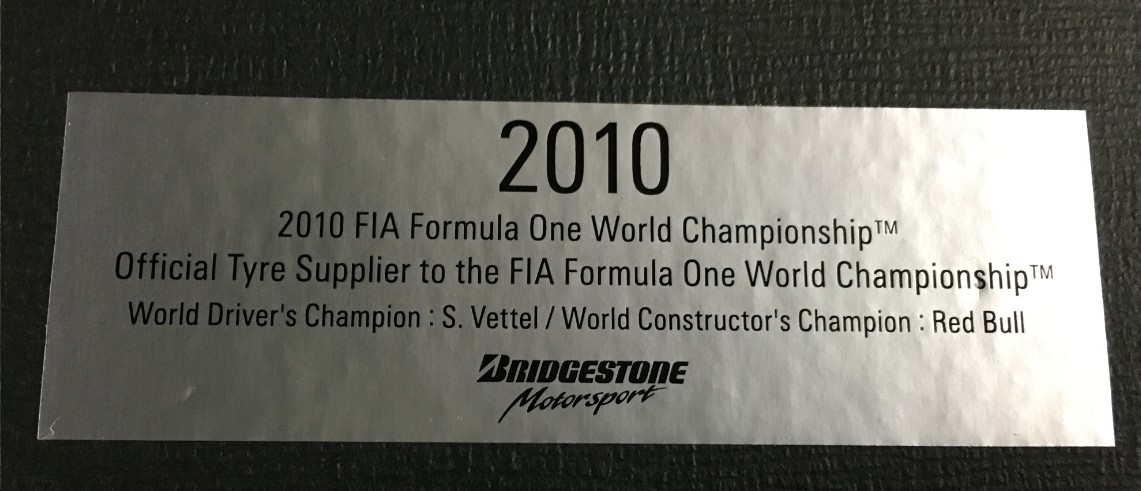 2010
2010 FIA Formula One World Championship™
Official Tyre Supplier to the FIA Formula One World Championship™
World Driver's Champion : S. Vettel / World Constructor's Champion : Red Bull
BRIDGESTONE
Motorsport